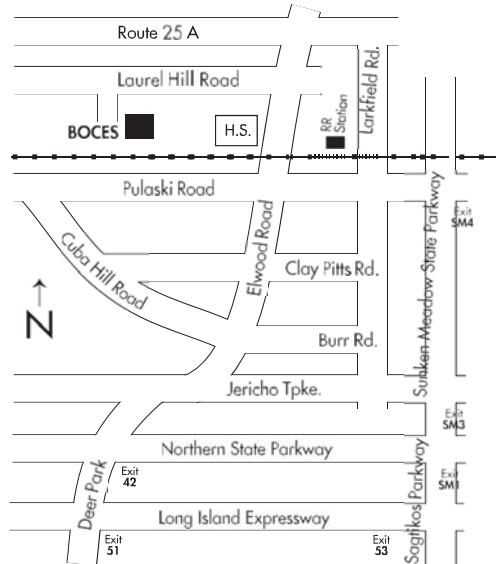 Route 25 A
Laurel Hill Road
Larkfield Rd.
BOCES
H.S.
RR
Station
Pulaski Road
Exit
SM4
Cuba Hill Road
Elwood Road
Clay Pitts Rd.
Sunken Meadow State Parkway
N
Burr Rd.
Jericho Tpke.
Exit
SM3
Northern State Parkway
Exit
42
Deer Park
Sagtikos Parkway
Exit
SM1
Long Island Expressway
Exit
51
Exit
53